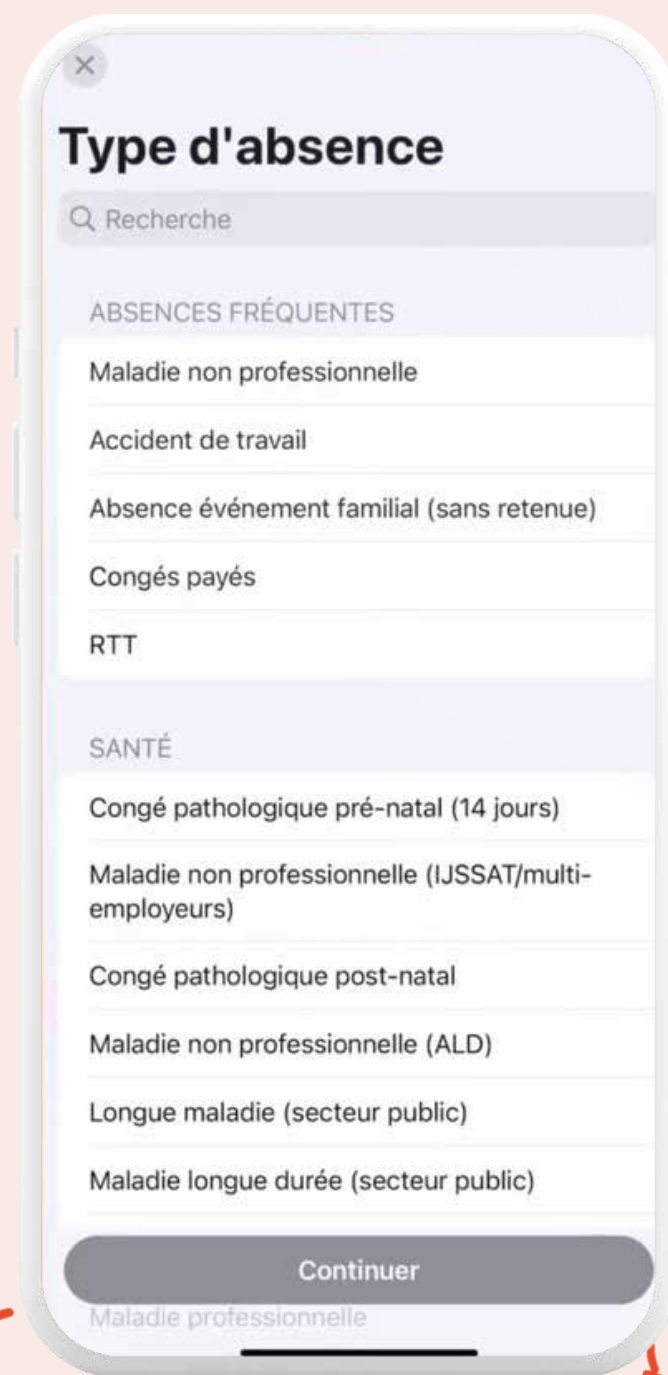 Type d'absence
Recherche
ABSENCES FRÉQUENTES
Maladie non professionnelle
Accident de travail
Absence événement familial (sans retenue)
Congés payés
RTT
SANTÉ
Congé pathologique pré-natal (14 jours)
Maladie non professionnelle (IJSSAT/multi-
employeurs)
Congé pathologique post-natal
Maladie non professionnelle (ALD)
Longue maladie (secteur public)
Maladie longue durée (secteur public)
Continuer
Maladie professionnelle